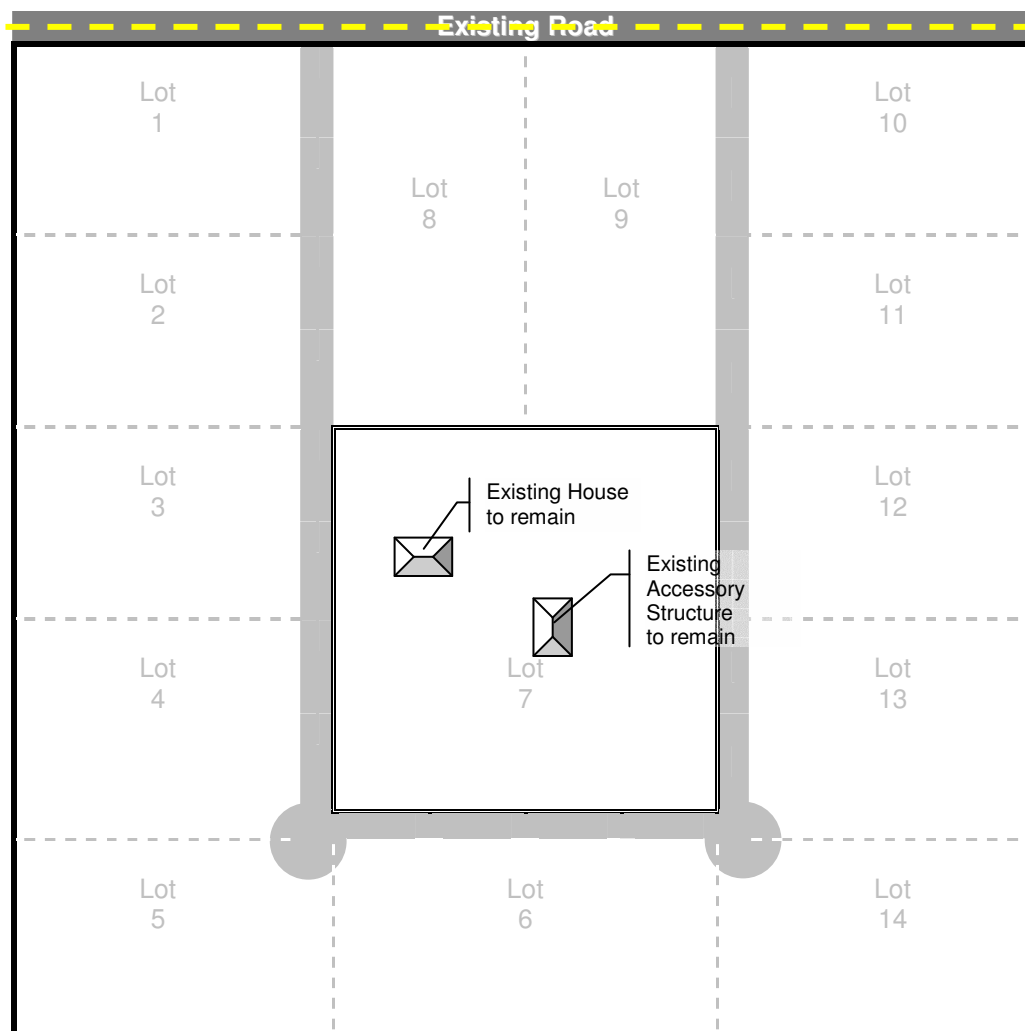 Existing Road
Lot
1
Lot
10
Lot
8
Lot
9
Lot
2
Lot
11
Lot
3
Existing House
to remain
Lot
12
Existing
Accessory
Structure
to remain
Lot
4
Lot
7
Lot
13
Lot
5
Lot
6
Lot
14